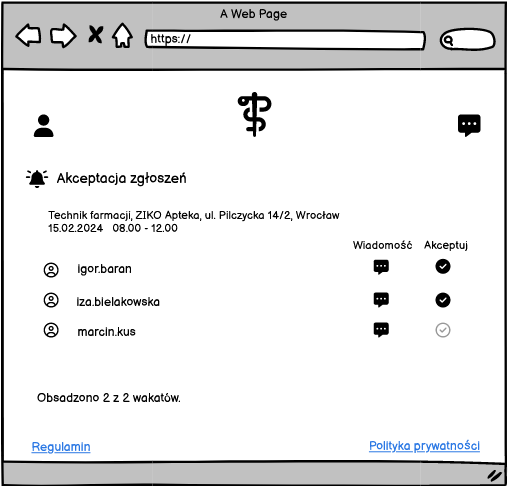 A Web Page
https://
Akceptacja zgłoszeń
Technik farmacji, ZIKO Apteka, ul. Pilczycka 14/2, Wrocław
15.02.2024 08.00 - 12.00
Wiadomość Akceptuj
igor.baran
iza.bielakowska
marcin.kus
Obsadzono 2 z 2 wakatów.
Regulamin Polityka prywatności